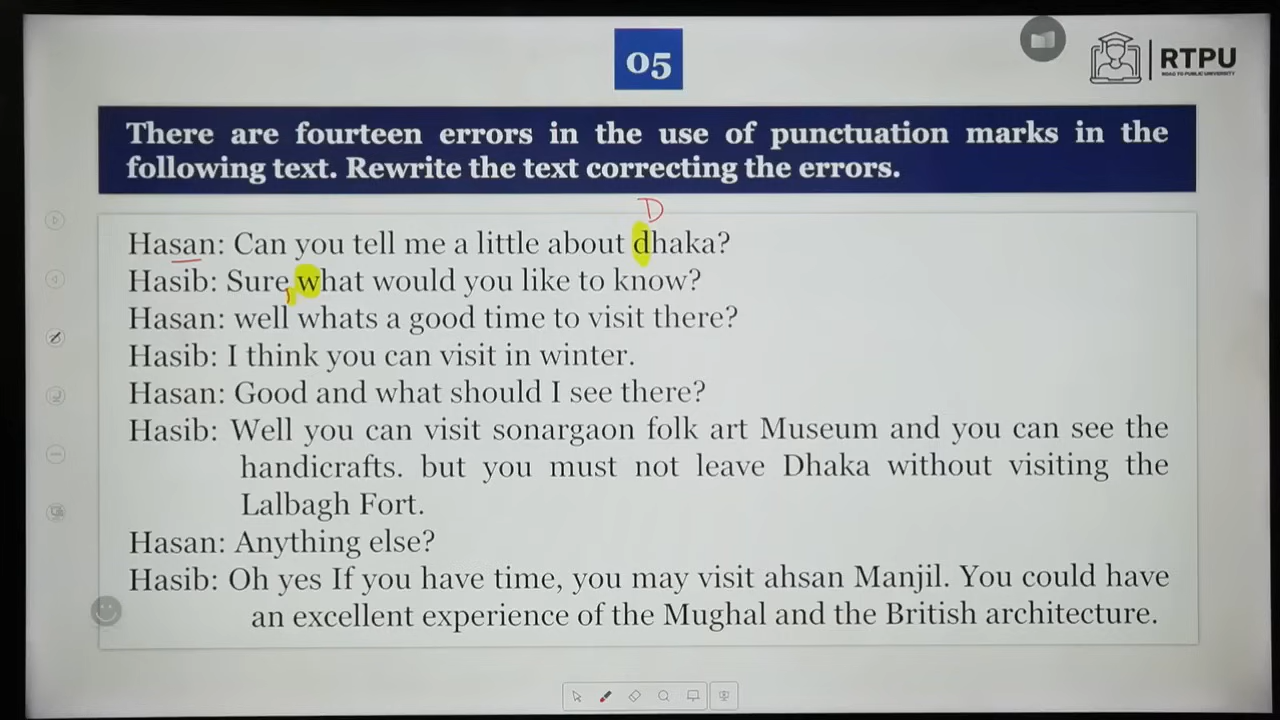 05
RTPU
ROAD TO PUBLIC UNIVERSITY
There are fourteen errors in the use of punctuation marks in the
following text. Rewrite the text correcting the errors.
D
Hasan: Can you tell me a little about dhaka?
Hasib: Sure, what would you like to know?
Hasan: well whats a good time to visit there?
Hasib: I think you can visit in winter.
Hasan: Good and what should I see there?
Hasib: Well you can visit sonargaon folk art Museum and you can see the
handicrafts. but you must not leave Dhaka without visiting the
Lalbagh Fort.
Hasan: Anything else?
Hasib: Oh yes If you have time, you may visit ahsan Manjil. You could have
an excellent experience of the Mughal and the British architecture.